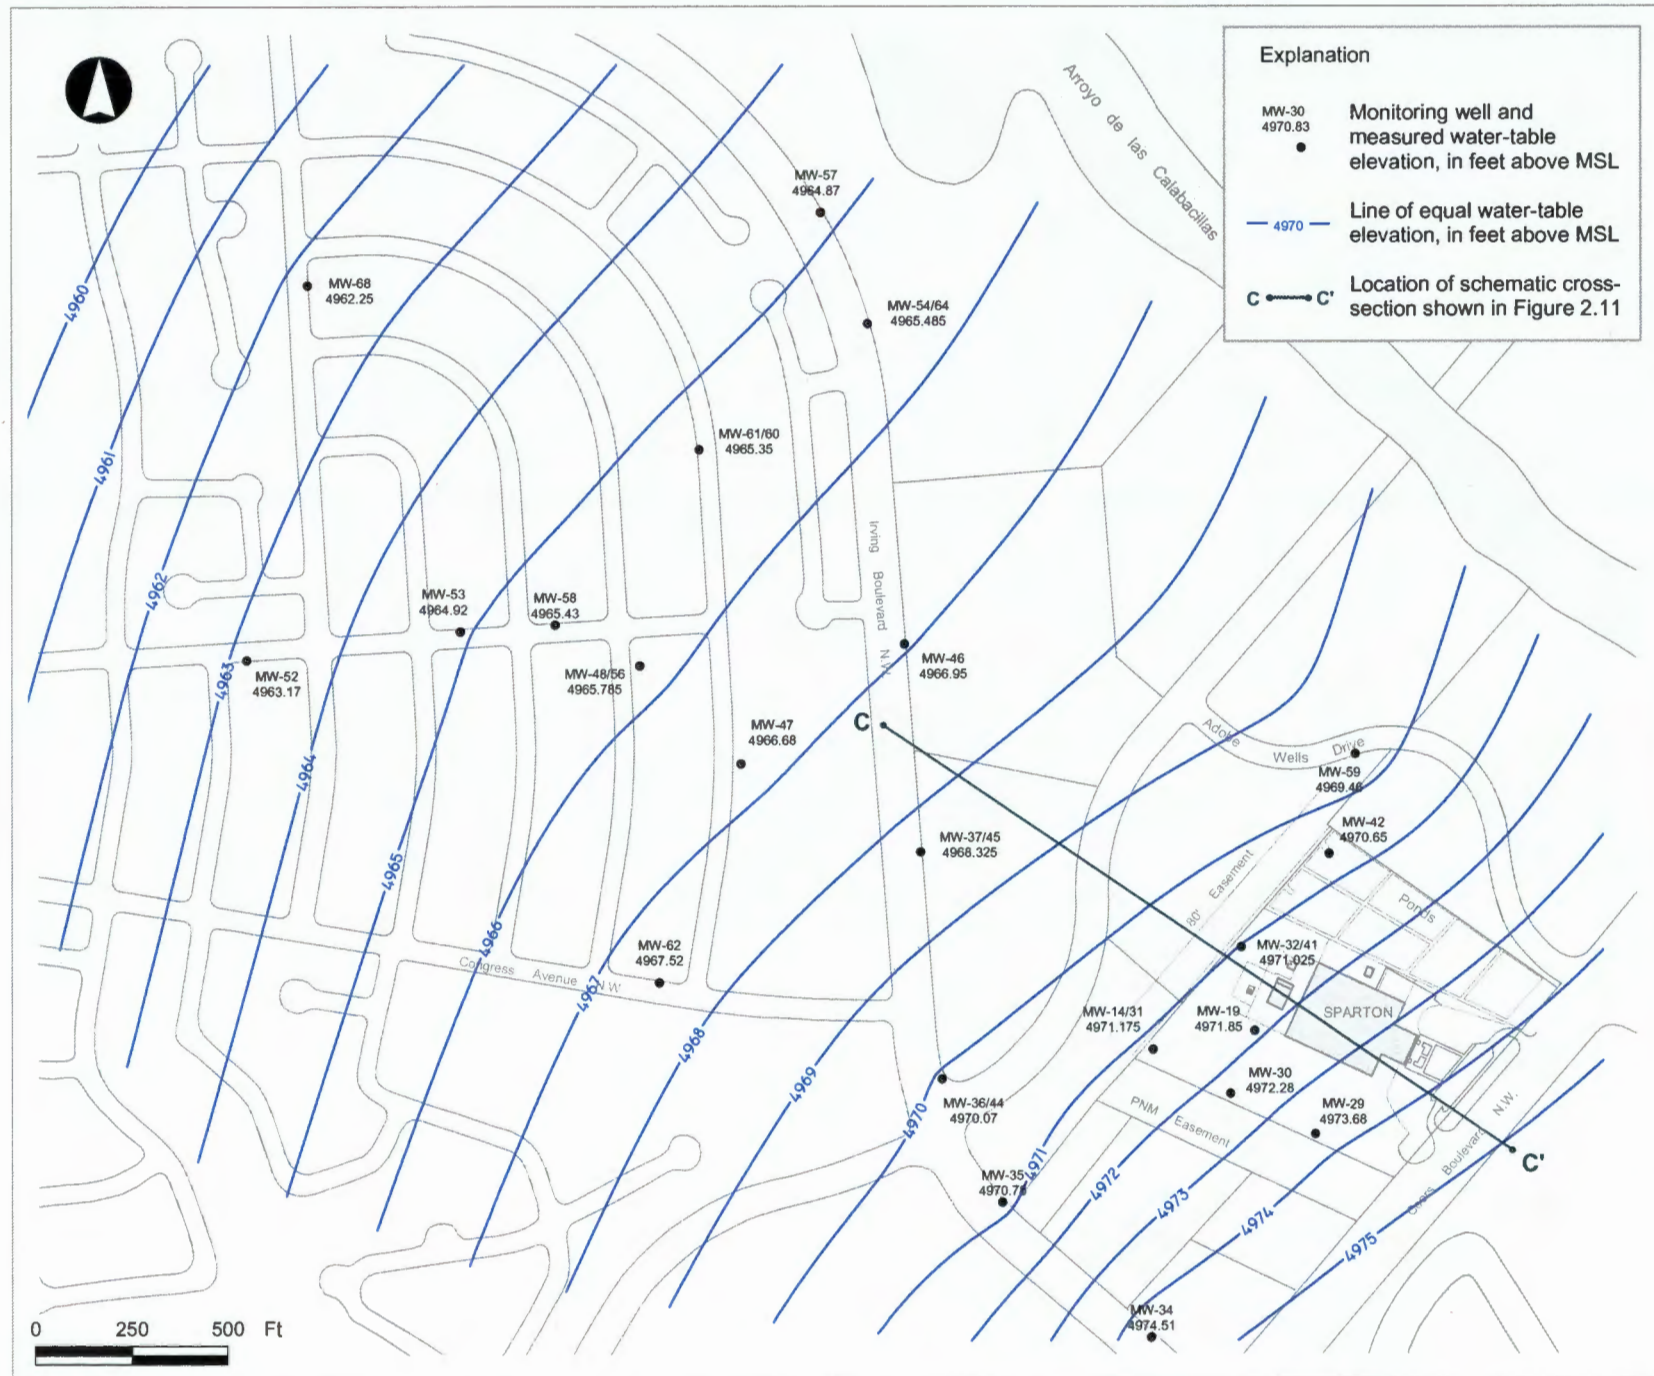 Explanation
MW-30
4970.83
Monitoring well and
measured water-table
elevation, in feet above MSL
4970
Line of equal water-table
elevation, in feet above MSL
C C'
Location of schematic cross-
section shown in Figure 2.11
Arroyo de las Calabacillas
MW-57
4964.87
MW-68
4962.25
4960
MW-54/64
4965.485
MW-61/60
4965.35
4961
Irving Boulevard N.W.
4962
MW-53
4964.92
MW-58
4965.43
MW-52
4963.17
4963
MW-48/56
4965.785
MW-46
4966.95
MW-47
4966.68
C
Adobe Wells Drive
4964
MW-59
4969.46
MW-42
4970.65
MW-37/45
4968.325
4965
80' Easement
Ponds
4966
MW-62
4967.52
MW-32/41
4971.025
Congress Avenue N W
4967
MW-14/31
4971.175
MW-19
4971.85
SPARTON
4968
4969
MW-30
4972.28
MW-29
4973.68
MW-36/44
4970.07
4970
PNM Easement
Coors Boulevard N.W.
C'
4971
MW-35
4972
4973
4974
4975
MW-34
4974.51
0 250 500 Ft